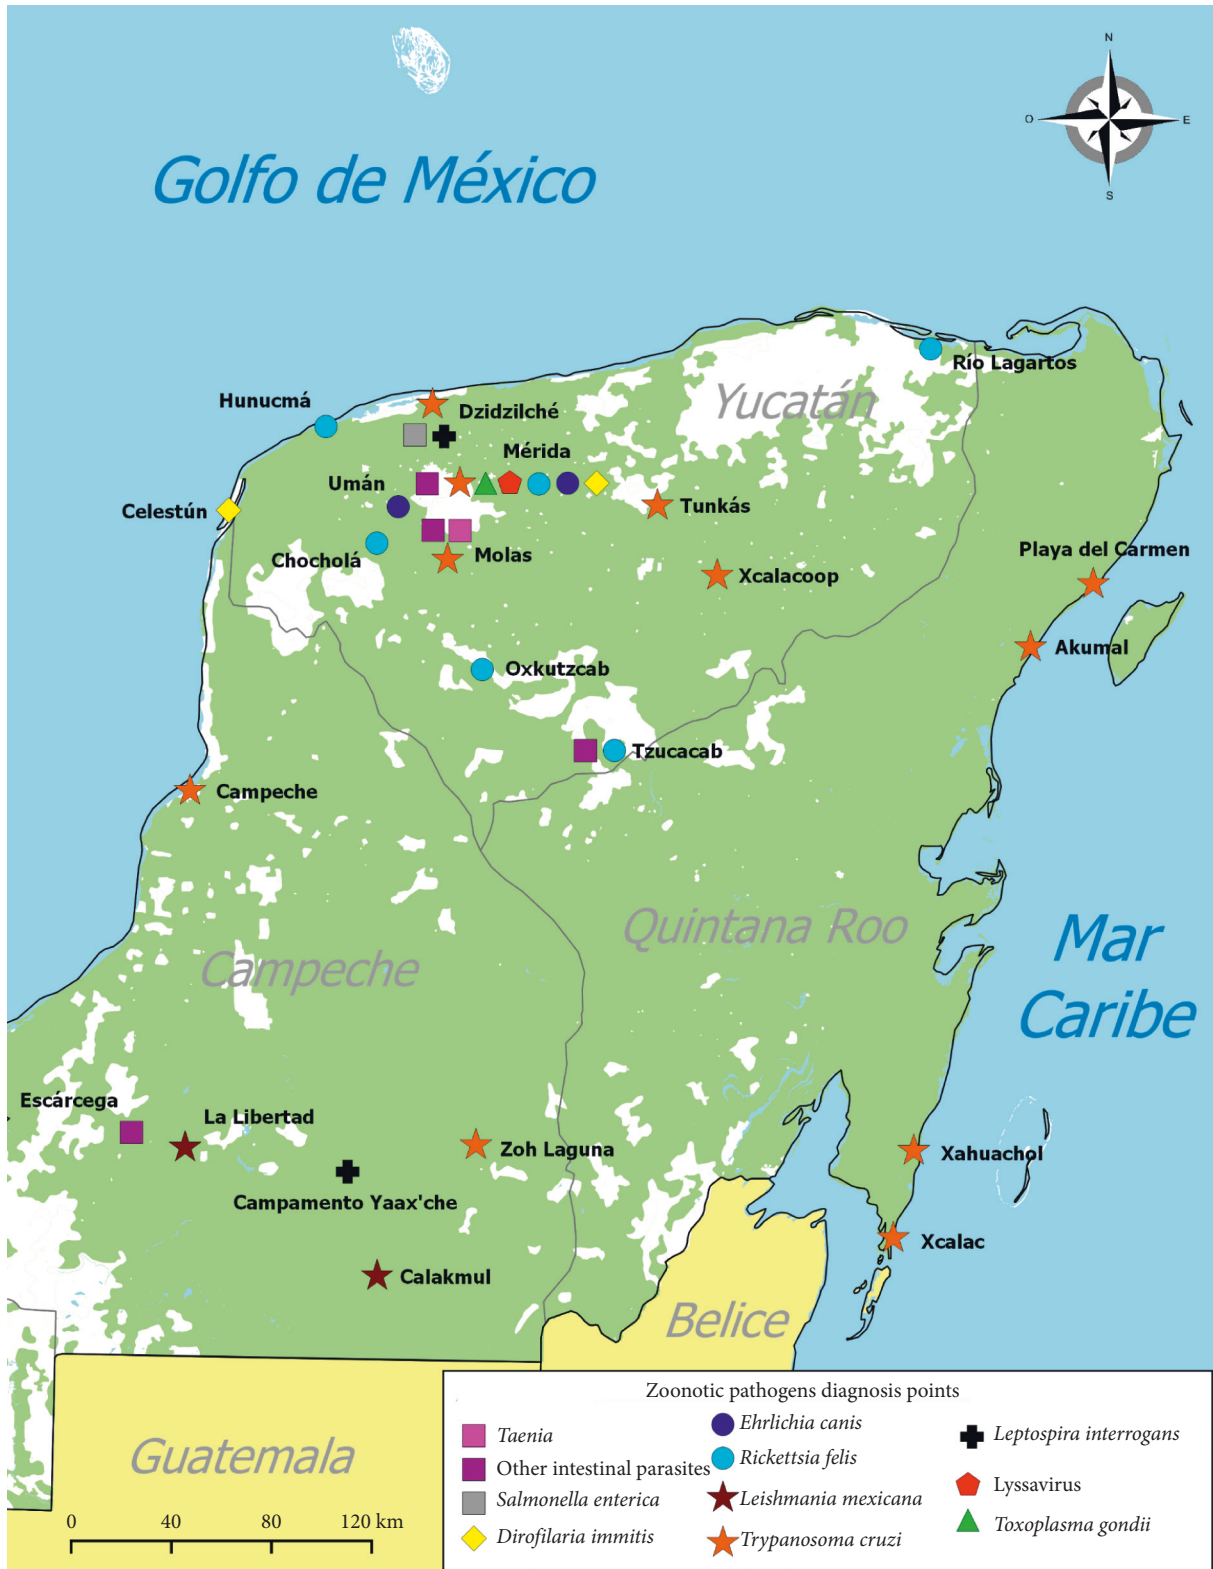 N
O
E
S
Golfo de México
Río Lagartos
Yucatán
Hunucmá
Dzidzilché
Mérida
Umán
Tunkás
Celestún
Playa del Carmen
Chocholá
Molas
Xcalacoop
Akumal
Oxkutzcab
Tzucacab
Campeche
Quintana Roo
Mar
Caribe
Campeche
Escárcega
La Libertad
Zoh Laguna
Xahuachol
Campamento Yaax'che
Xcalac
Calakmul
Belice
Guatemala
0 40 80 120 km
Zoonotic pathogens diagnosis points
Taenia
Other intestinal parasites
Salmonella enterica
Dirofilaria immitis
Ehrlichia canis
Rickettsia felis
Leishmania mexicana
Trypanosoma cruzi
Leptospira interrogans
Lyssavirus
Toxoplasma gondii